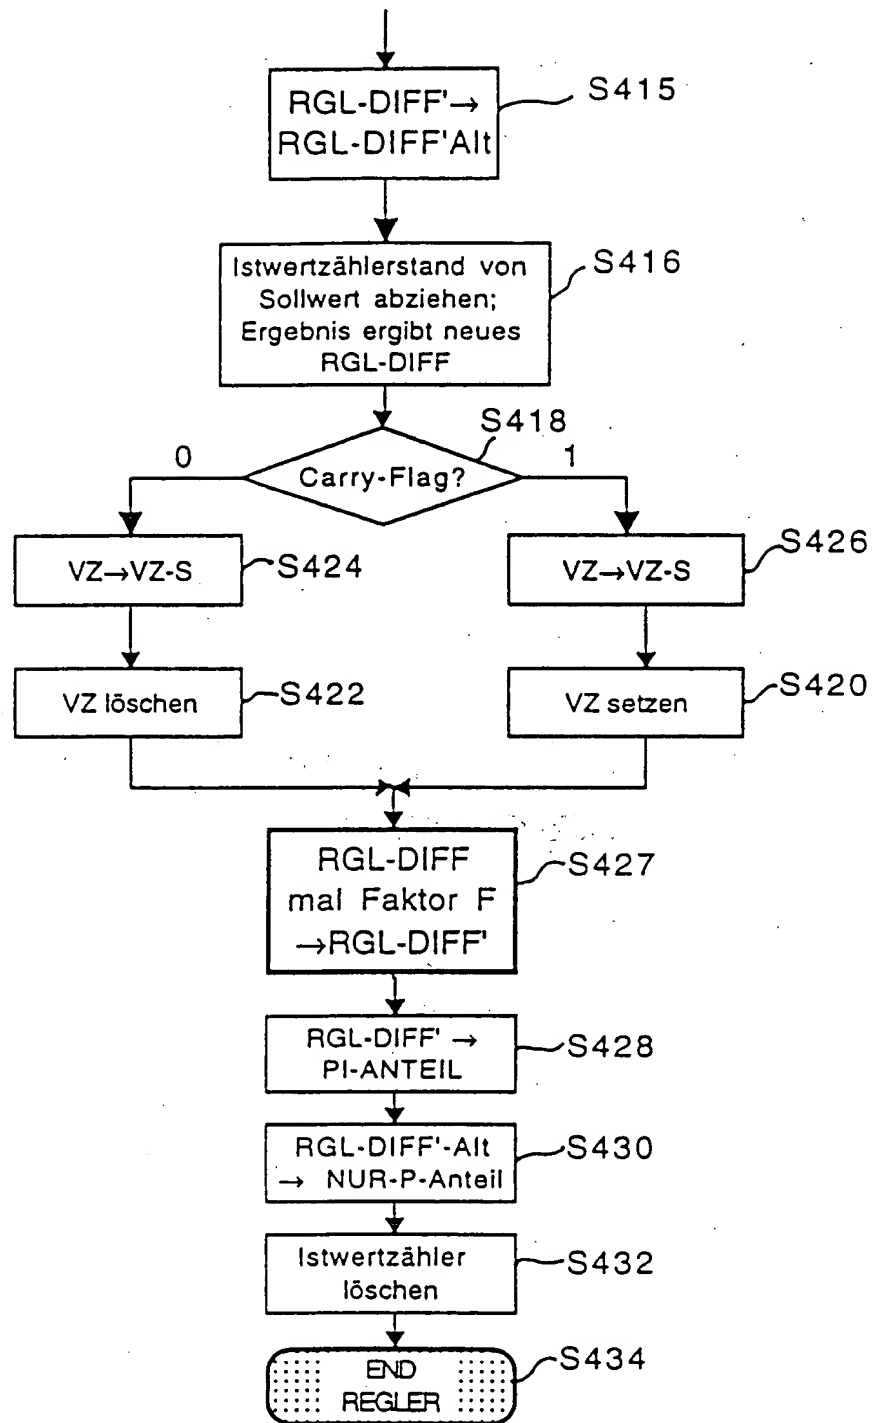 RGL-DIFF'→
RGL-DIFF'Alt
S415
Istwertzählerstand von
Sollwert abziehen;
Ergebnis ergibt neues
RGL-DIFF
S416
S418
0
Carry-Flag?
1
VZ→VZ-S
S424
VZ→VZ-S
S426
VZ löschen
S422
VZ setzen
S420
RGL-DIFF
mal Faktor F
→RGL-DIFF'
S427
RGL-DIFF' →
PI-ANTEIL
S428
RGL-DIFF'-Alt
→ NUR-P-Anteil
S430
Istwertzähler
löschen
S432
END
REGLER
S434